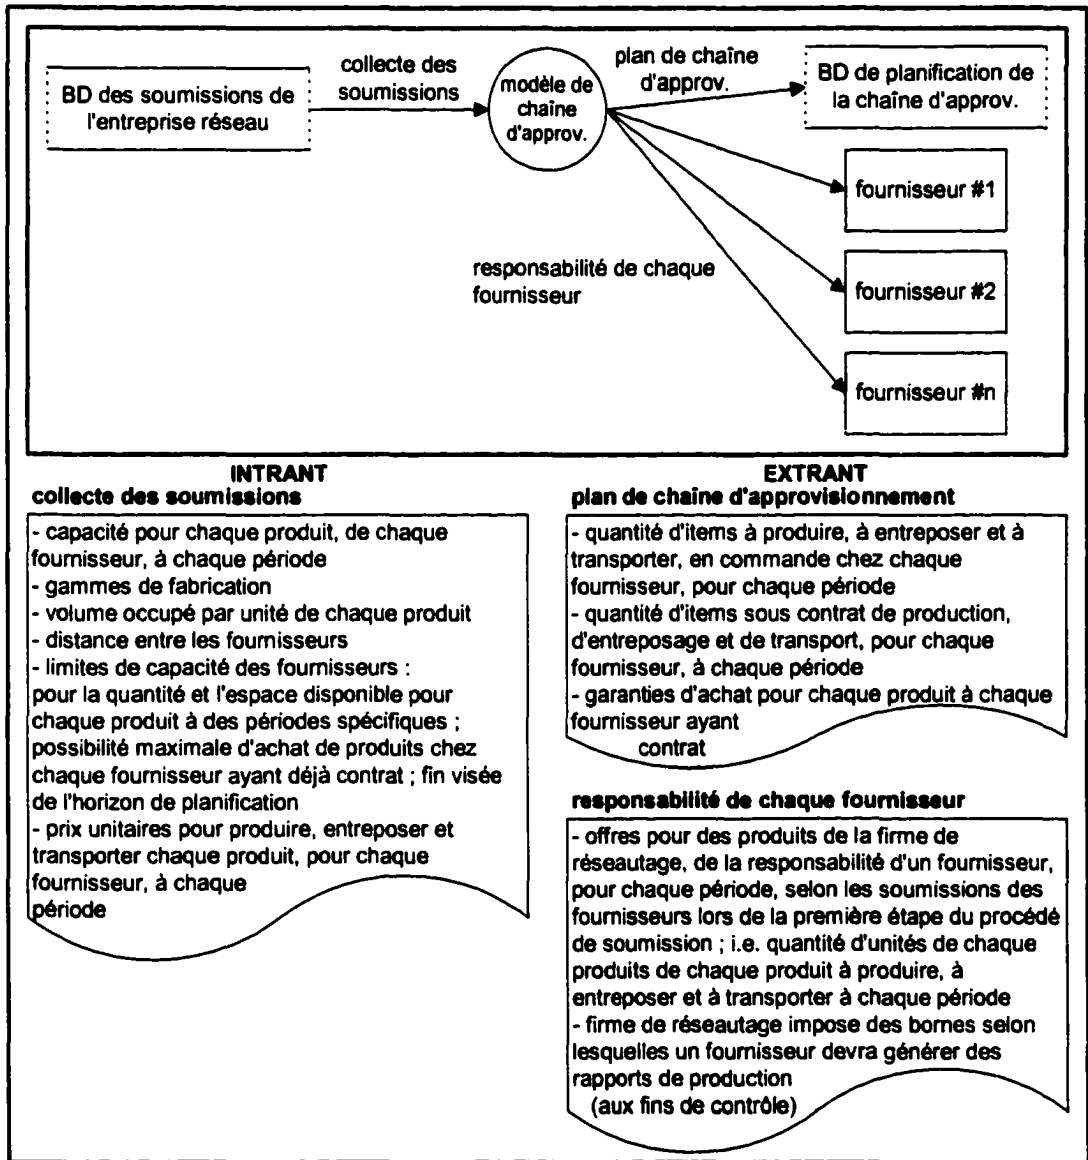 BD des soumissions de
l'entreprise réseau
collecte des
soumissions
modèle de
chaîne
d'approv.
plan de chaîne
d'approv.
BD de planification de
la chaîne d'approv.
fournisseur #1
responsabilité de chaque
fournisseur
fournisseur #2
fournisseur #n
INTRANT
collecte des soumissions
- capacité pour chaque produit, de chaque
fournisseur, à chaque période
- gammes de fabrication
- volume occupé par unité de chaque produit
- distance entre les fournisseurs
- limites de capacité des fournisseurs :
pour la quantité et l'espace disponible pour
chaque produit à des périodes spécifiques ;
possibilité maximale d'achat de produits chez
chaque fournisseur ayant déjà contrat ; fin visée
de l'horizon de planification
- prix unitaires pour produire, entreposer et
transporter chaque produit, pour chaque
fournisseur, à chaque
période
EXTRANT
plan de chaîne d'approvisionnement
- quantité d'items à produire, à entreposer et à
transporter, en commande chez chaque
fournisseur, pour chaque période
- quantité d'items sous contrat de production,
d'entreposage et de transport, pour chaque
fournisseur, à chaque période
- garanties d'achat pour chaque produit à chaque
fournisseur ayant
contrat
responsabilité de chaque fournisseur
- offres pour des produits de la firme de
réseautage, de la responsabilité d'un fournisseur,
pour chaque période, selon les soumissions des
fournisseurs lors de la première étape du procédé
de soumission ; i.e. quantité d'unités de chaque
produits de chaque produit à produire, à
entreposer et à transporter à chaque période
- firme de réseautage impose des bornes selon
lesquelles un fournisseur devra générer des
rapports de production
(aux fins de contrôle)